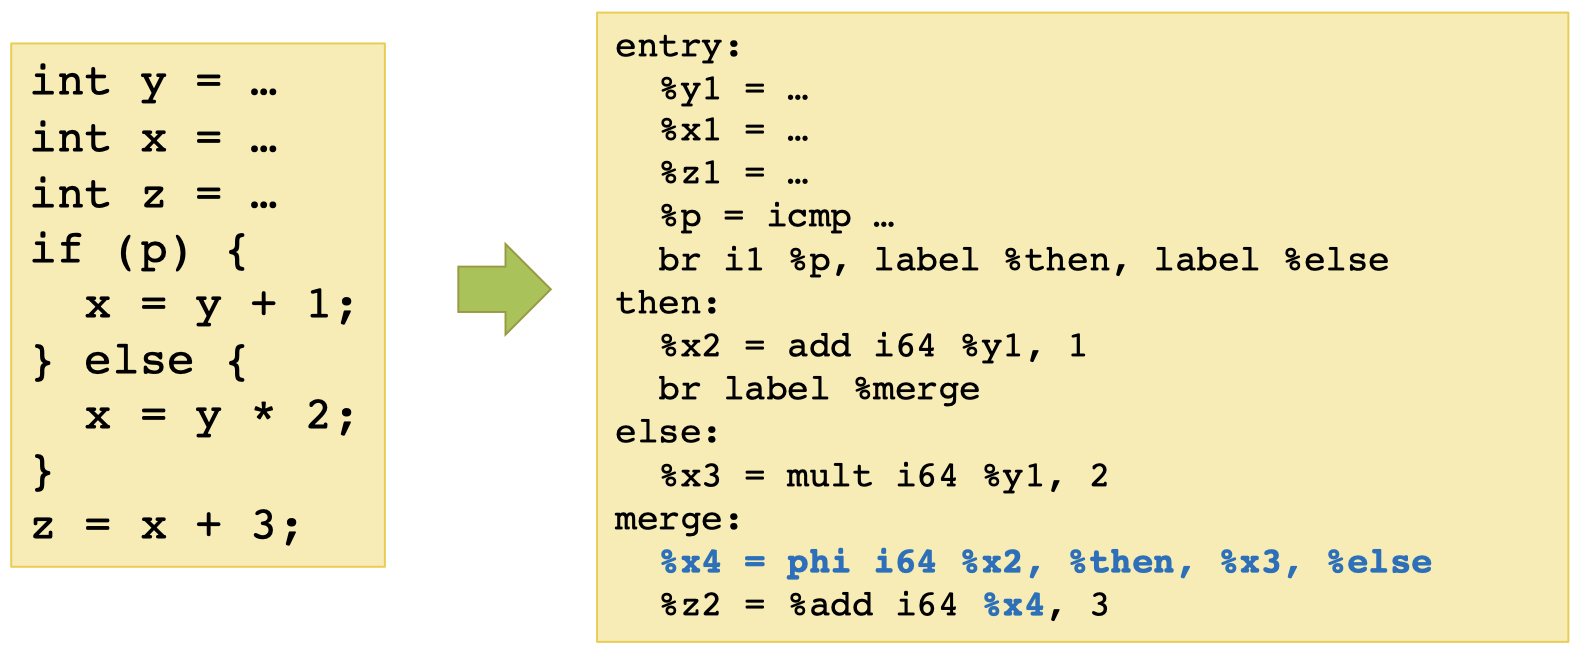 int y = …
int x = …
int z = …
if (p) {
  x = y + 1;
} else {
  x = y * 2;
}
z = x + 3;
entry:
  %y1 = …
  %x1 = …
  %z1 = …
  %p = icmp …
  br i1 %p, label %then, label %else
then:
  %x2 = add i64 %y1, 1
  br label %merge
else:
  %x3 = mult i64 %y1, 2
merge:
  %x4 = phi i64 %x2, %then, %x3, %else
  %z2 = %add i64 %x4, 3